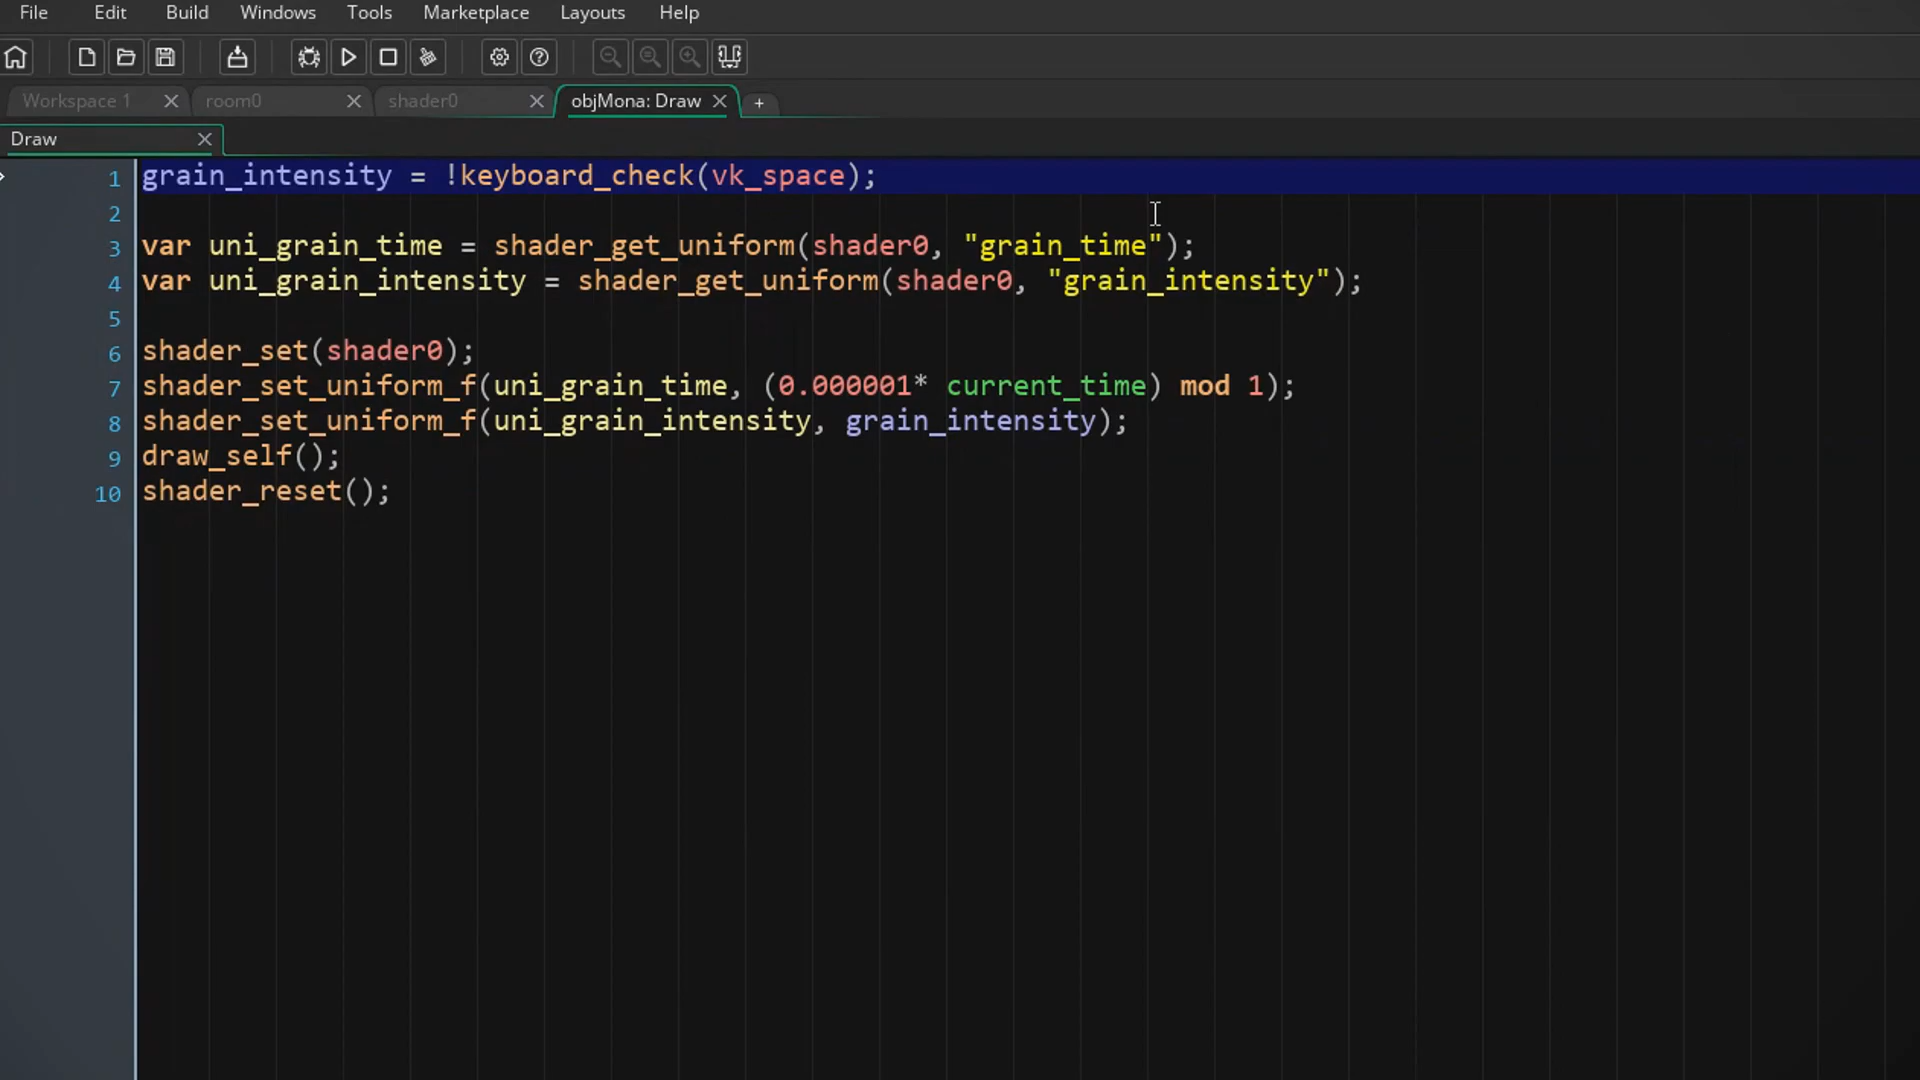 File Edit Build Windows Tools Marketplace Layouts Help
Workspace 1 room0 shader0 objMona: Draw +
Draw
1 grain_intensity = !keyboard_check(vk_space);
2
3 var uni_grain_time = shader_get_uniform(shader0, "grain_time");
4 var uni_grain_intensity = shader_get_uniform(shader0, "grain_intensity");
5
6 shader_set(shader0);
7 shader_set_uniform_f(uni_grain_time, (0.000001* current_time) mod 1);
8 shader_set_uniform_f(uni_grain_intensity, grain_intensity);
9 draw_self();
10 shader_reset();